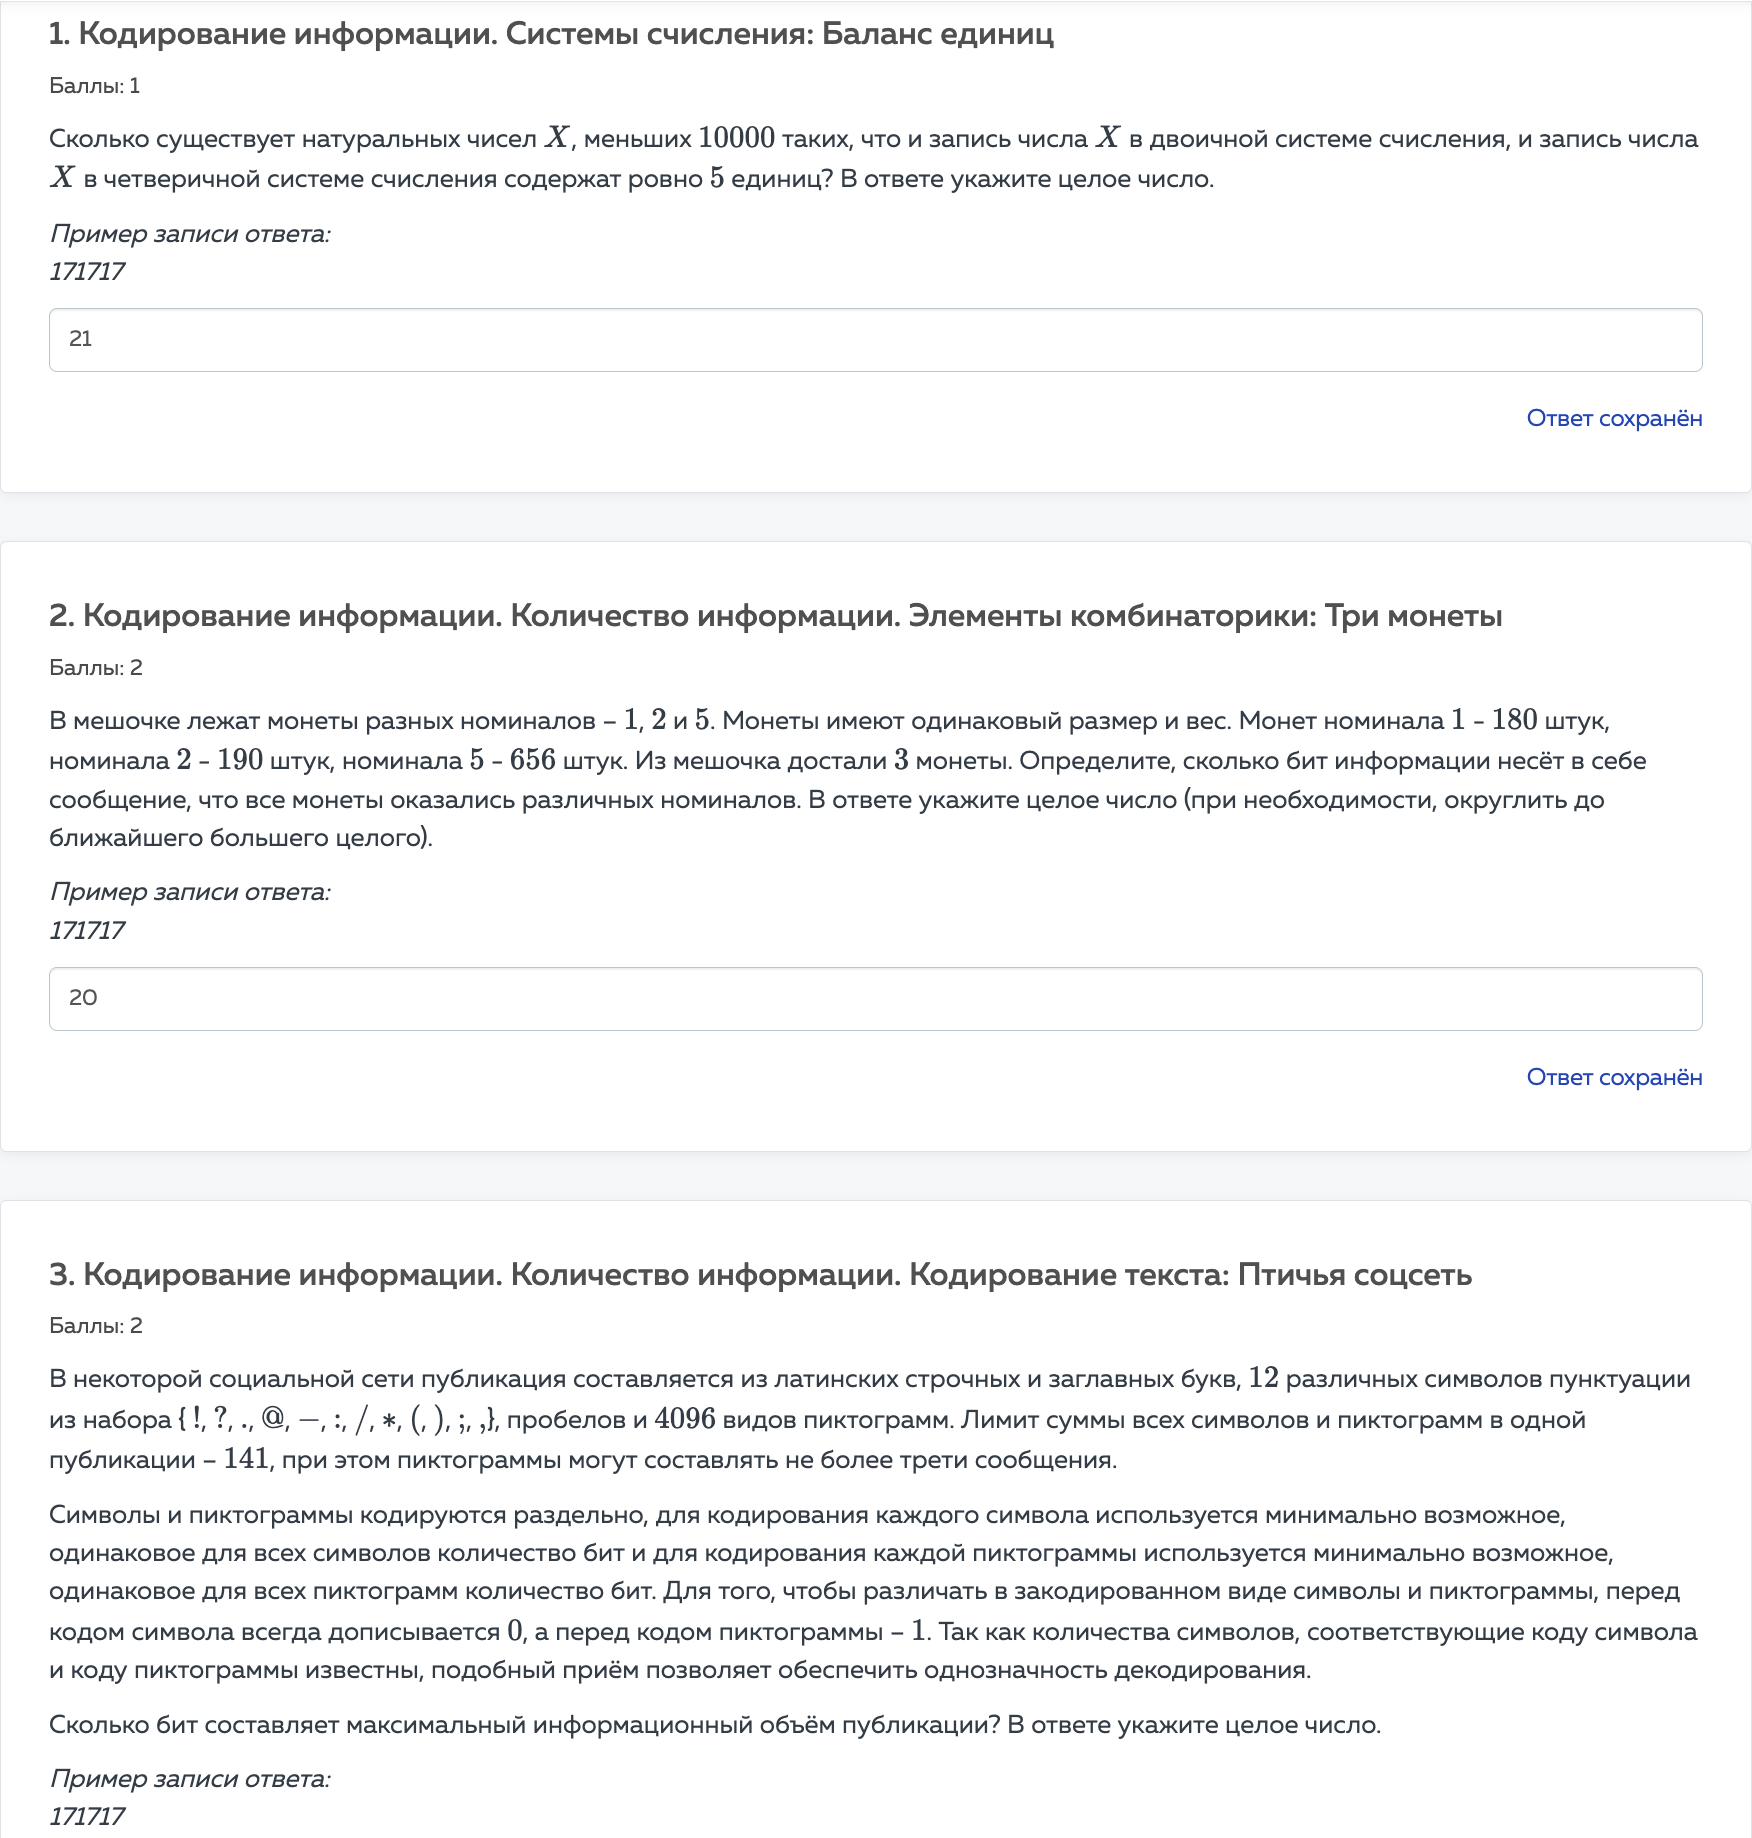 1. Кодирование информации. Системы счисления: Баланс единиц
Баллы: 1
Сколько существует натуральных чисел X, меньших 10000 таких, что и запись числа X в двоичной системе счисления, и запись числа
X в четверичной системе счисления содержат ровно 5 единиц? В ответе укажите целое число.
Пример записи ответа:
171717
21
Ответ сохранён
2. Кодирование информации. Количество информации. Элементы комбинаторики: Три монеты
Баллы: 2
В мешочке лежат монеты разных номиналов – 1, 2 и 5. Монеты имеют одинаковый размер и вес. Монет номинала 1 - 180 штук,
номинала 2 - 190 штук, номинала 5 - 656 штук. Из мешочка достали 3 монеты. Определите, сколько бит информации несёт в себе
сообщение, что все монеты оказались различных номиналов. В ответе укажите целое число (при необходимости, округлить до
ближайшего большего целого).
Пример записи ответа:
171717
20
Ответ сохранён
3. Кодирование информации. Количество информации. Кодирование текста: Птичья соцсеть
Баллы: 2
В некоторой социальной сети публикация составляется из латинских строчных и заглавных букв, 12 различных символов пунктуации
из набора {!, ?, ., @, −, :, /, *, (, ), ;, ,}, пробелов и 4096 видов пиктограмм. Лимит суммы всех символов и пиктограмм в одной
публикации – 141, при этом пиктограммы могут составлять не более трети сообщения.
Символы и пиктограммы кодируются раздельно, для кодирования каждого символа используется минимально возможное,
одинаковое для всех символов количество бит и для кодирования каждой пиктограммы используется минимально возможное,
одинаковое для всех пиктограмм количество бит. Для того, чтобы различать в закодированном виде символы и пиктограммы, перед
кодом символа всегда дописывается 0, а перед кодом пиктограммы – 1. Так как количества символов, соответствующие коду символа
и коду пиктограммы известны, подобный приём позволяет обеспечить однозначность декодирования.
Сколько бит составляет максимальный информационный объём публикации? В ответе укажите целое число.
Пример записи ответа:
171717